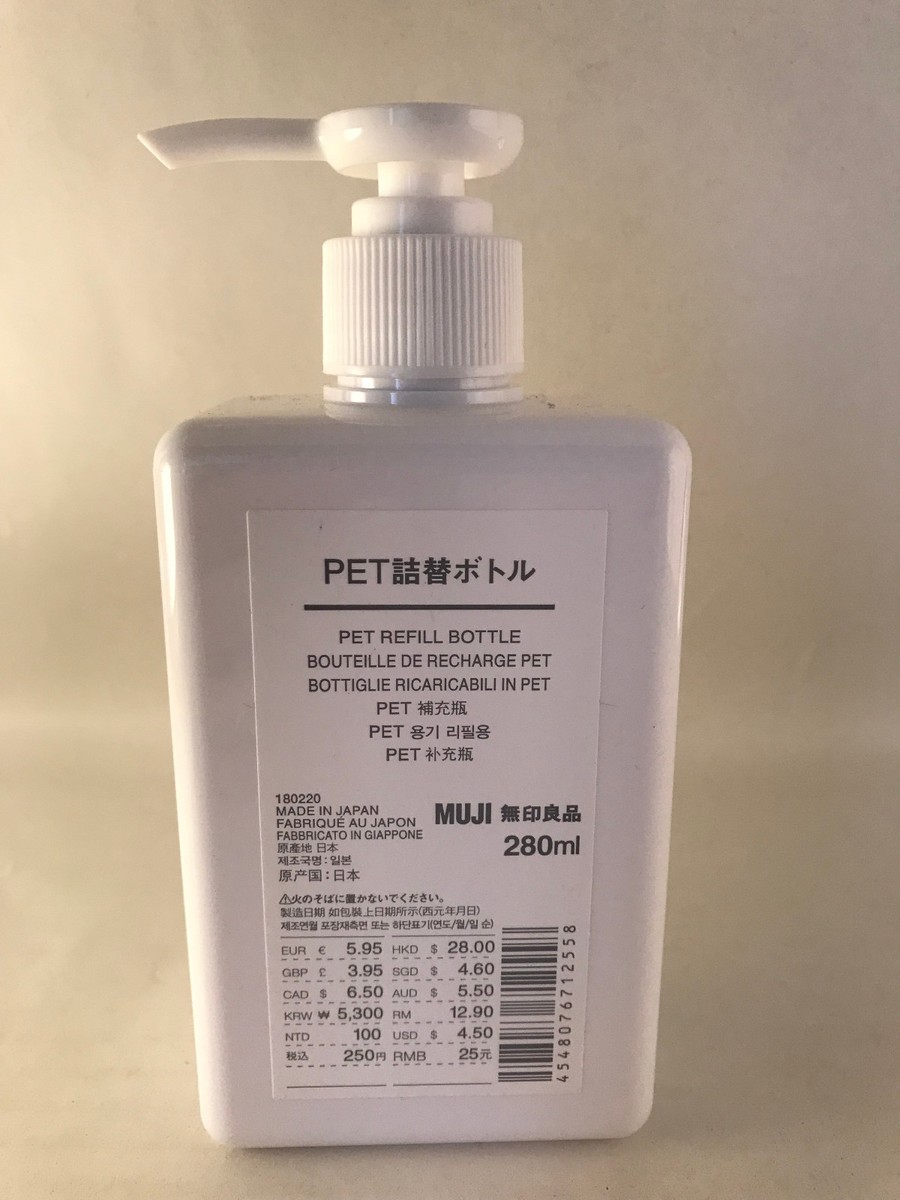 PET詰替ボトル
PET REFILL BOTTLE
BOUTEILLE DE RECHARGE PET
BOTTIGLIE RICARICABILI IN PET
PET 補充瓶
PET 용기 리필용
PET 补充瓶
180220
MADE IN JAPAN
FABRIQUÉ AU JAPON
FABBRICATO IN GIAPPONE
原產地 日本
제조국명 : 일본
原产国 : 日本
MUJI 無印良品
280ml
⚠火のそばに置かないでください。
製造日期 如包裝上日期所示(西元年月日)
제조연월 포장재측면 또는 하단표기(연도/월/일 순)
EUR € 5.95 HKD $ 28.00
GBP £ 3.95 SGD $ 4.60
CAD $ 6.50 AUD $ 5.50
KRW ₩ 5,300 RM 12.90
NTD 100 USD $ 4.50
税込 250円 RMB 25元
4548076712558